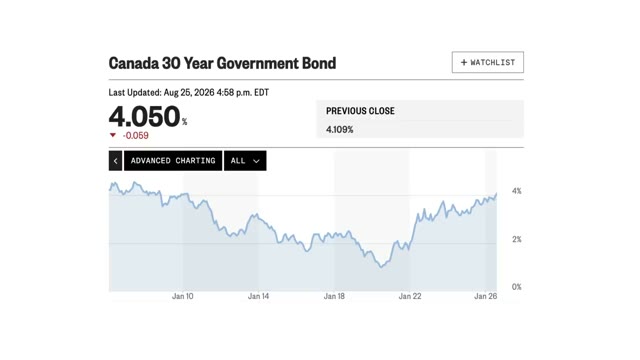 Canada 30 Year Government Bond
+ WATCHLIST
Last Updated: Aug 25, 2026 4:58 p.m. EDT
4.050%
-0.059
PREVIOUS CLOSE
4.109%
ADVANCED CHARTING
ALL
4%
2%
0%
Jan 10 Jan 14 Jan 18 Jan 22 Jan 26